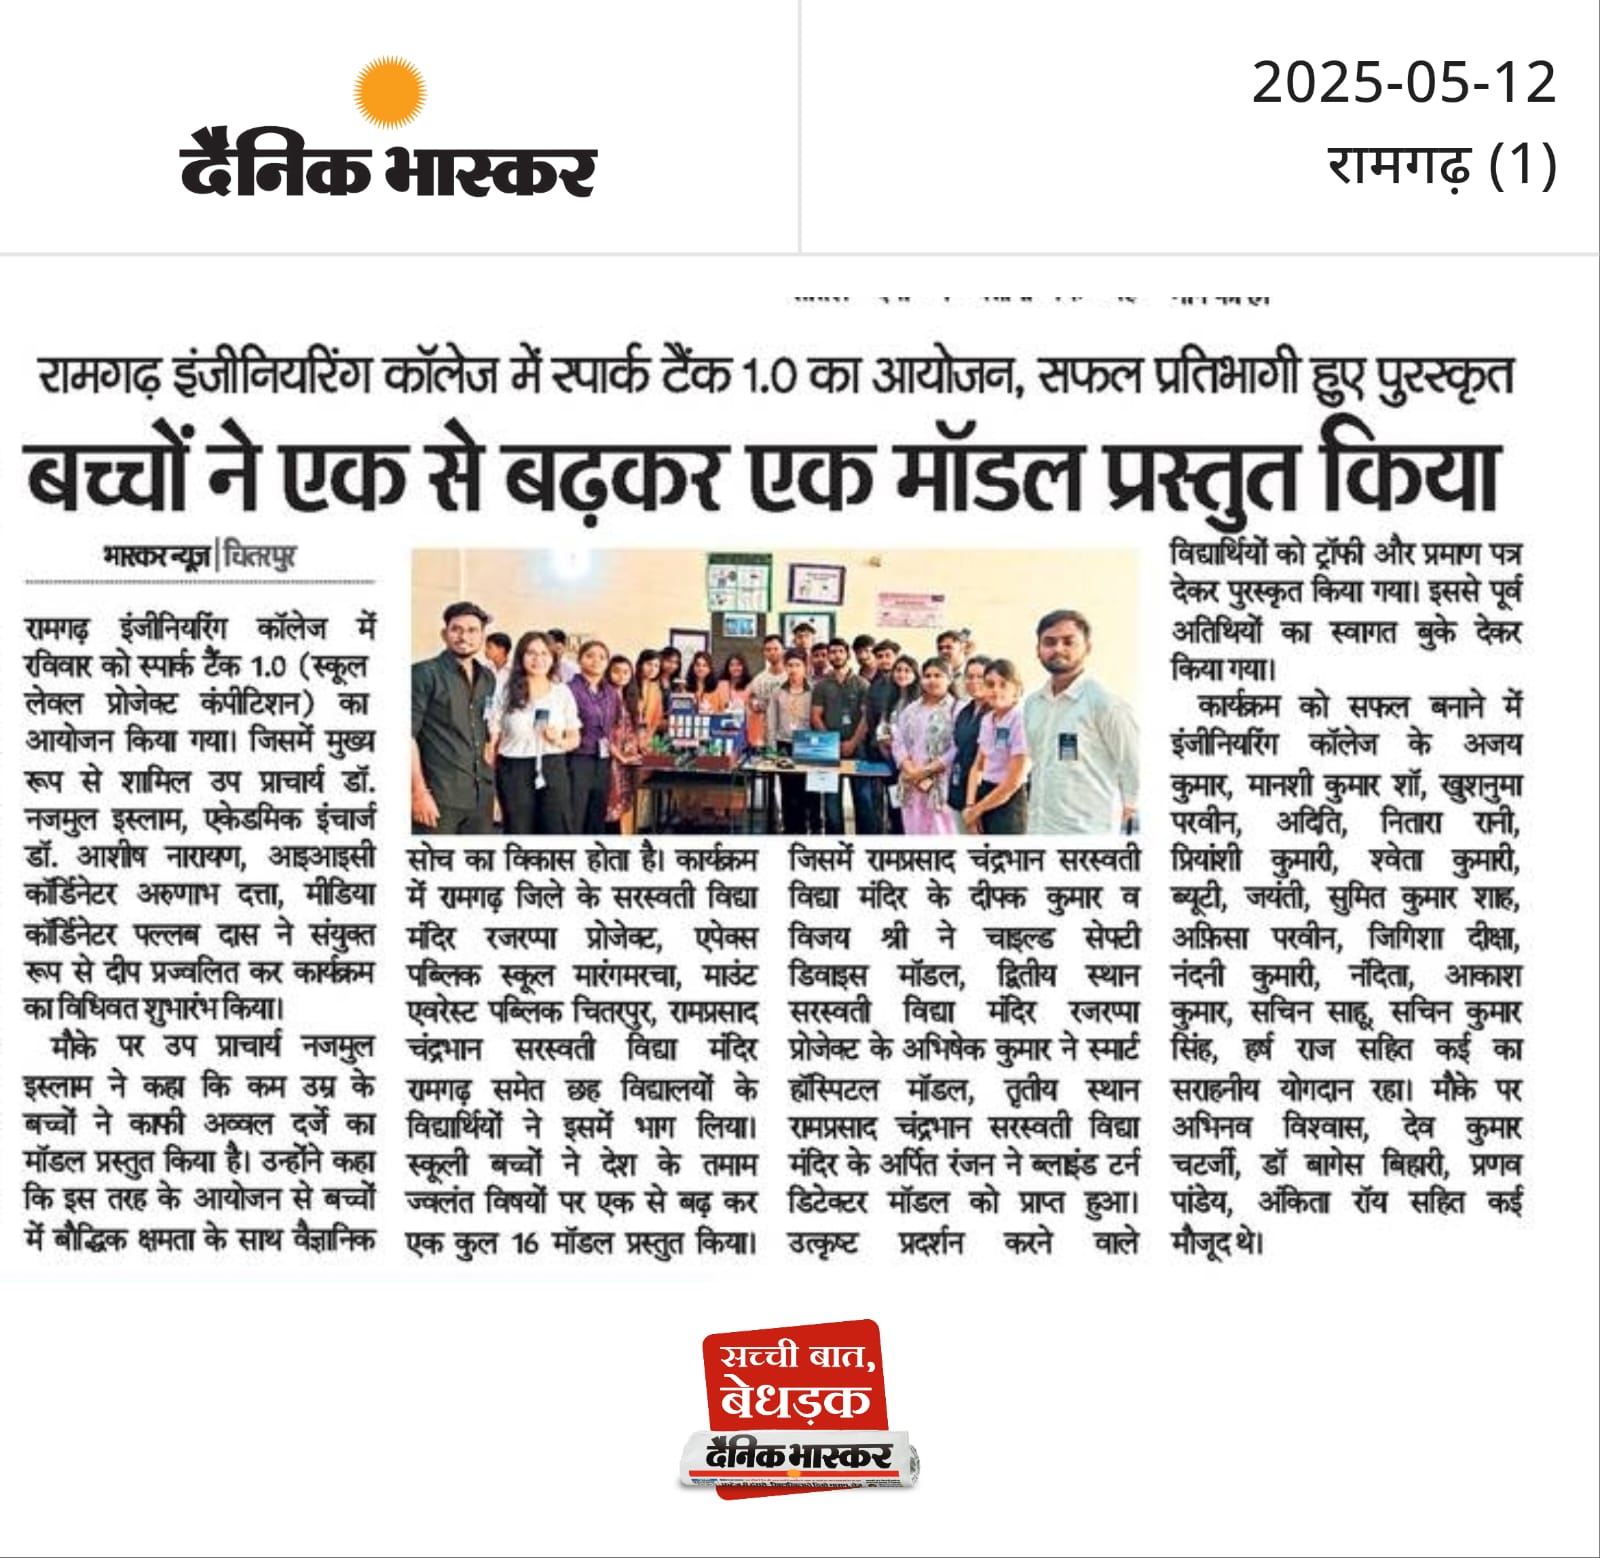 दैनिक भास्कर
2025-05-12
रामगढ़ (1)
रामगढ़ इंजीनियरिंग कॉलेज में स्पार्क टैंक 1.0 का आयोजन, सफल प्रतिभागी हुए पुरस्कृत
बच्चों ने एक से बढ़कर एक मॉडल प्रस्तुत किया
भास्कर न्यूज | चितरपुर
रामगढ़ इंजीनियरिंग कॉलेज में
रविवार को स्पार्क टैंक 1.0 (स्कूल
लेवल प्रोजेक्ट कंपीटिशन) का
आयोजन किया गया। जिसमें मुख्य
रूप से शामिल उप प्राचार्य डॉ.
नजमुल इस्लाम, एकेडमिक इंचार्ज
डॉ. आशीष नारायण, आइआइसी
कॉर्डिनेटर अरुणाभ दत्ता, मीडिया
कॉर्डिनेटर पल्लब दास ने संयुक्त
रूप से दीप प्रज्वलित कर कार्यक्रम
का विधिवत शुभारंभ किया।
मौके पर उप प्राचार्य नजमुल
इस्लाम ने कहा कि कम उम्र के
बच्चों ने काफी अव्वल दर्जे का
मॉडल प्रस्तुत किया है। उन्होंने कहा
कि इस तरह के आयोजन से बच्चों
में बौद्धिक क्षमता के साथ वैज्ञानिक
सोच का विकास होता है। कार्यक्रम
में रामगढ़ जिले के सरस्वती विद्या
मंदिर रजरप्पा प्रोजेक्ट, एपेक्स
पब्लिक स्कूल मारंगमरचा, माउंट
एवरेस्ट पब्लिक चितरपुर, रामप्रसाद
चंद्रभान सरस्वती विद्या मंदिर
रामगढ़ समेत छह विद्यालयों के
विद्यार्थियों ने इसमें भाग लिया।
स्कूली बच्चों ने देश के तमाम
ज्वलंत विषयों पर एक से बढ़ कर
एक कुल 16 मॉडल प्रस्तुत किया।
जिसमें रामप्रसाद चंद्रभान सरस्वती
विद्या मंदिर के दीपक कुमार व
विजय श्री ने चाइल्ड सेफ्टी
डिवाइस मॉडल, द्वितीय स्थान
सरस्वती विद्या मंदिर रजरप्पा
प्रोजेक्ट के अभिषेक कुमार ने स्मार्ट
हॉस्पिटल मॉडल, तृतीय स्थान
रामप्रसाद चंद्रभान सरस्वती विद्या
मंदिर के अर्पित रंजन ने ब्लाइंड टर्न
डिटेक्टर मॉडल को प्राप्त हुआ।
उत्कृष्ट प्रदर्शन करने वाले
विद्यार्थियों को ट्रॉफी और प्रमाण पत्र
देकर पुरस्कृत किया गया। इससे पूर्व
अतिथियों का स्वागत बुके देकर
किया गया।
कार्यक्रम को सफल बनाने में
इंजीनियरिंग कॉलेज के अजय
कुमार, मानशी कुमार शॉ, खुशनुमा
परवीन, अदिति, नितारा रानी,
प्रियांशी कुमारी, श्वेता कुमारी,
ब्यूटी, जयंती, सुमित कुमार शाह,
अफ़िसा परवीन, जिगिशा दीक्षा,
नंदनी कुमारी, नंदिता, आकाश
कुमार, सचिन साहू, सचिन कुमार
सिंह, हर्ष राज सहित कई का
सराहनीय योगदान रहा। मौके पर
अभिनव विश्वास, देव कुमार
चटर्जी, डॉ बागेस बिहारी, प्रणव
पांडेय, अंकिता रॉय सहित कई
मौजूद थे।
सच्ची बात,
बेधड़क
दैनिक भास्कर